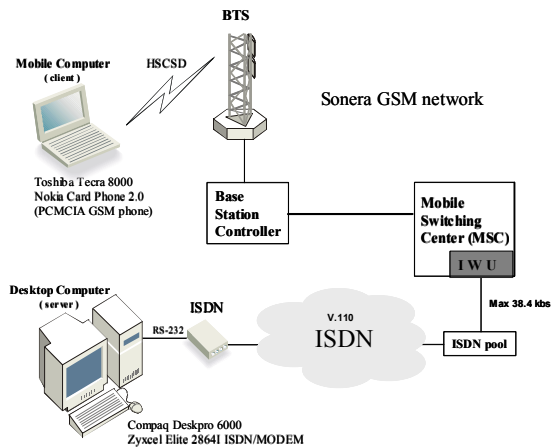 BTS
Mobile Computer
( client )
HSCSD
Sonera GSM network
Toshiba Tecra 8000
Nokia Card Phone 2.0
(PCMCIA GSM phone)
Base
Station
Controller
Mobile
Switching
Center (MSC)
I W U
Max 38.4 kbs
Desktop Computer
( server )
ISDN
RS-232
V.110
ISDN
ISDN pool
Compaq Deskpro 6000
Zyxcel Elite 2864I ISDN/MODEM